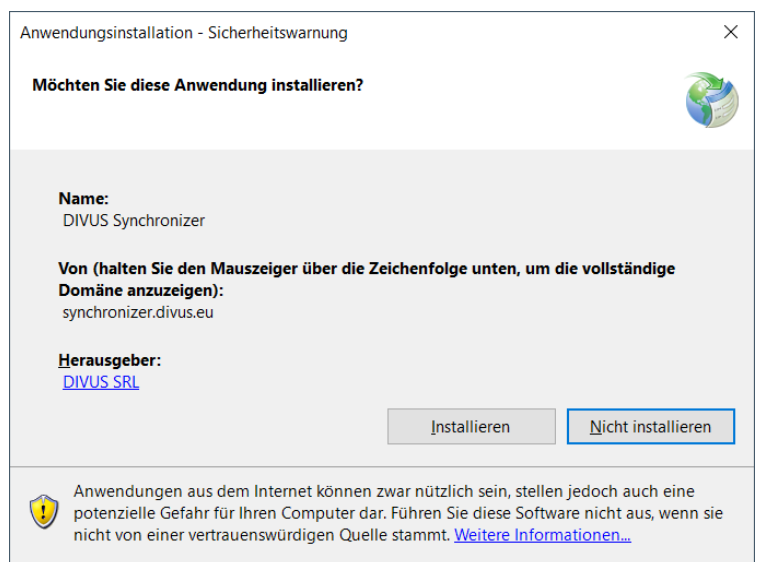 Anwendungsinstallation - Sicherheitswarnung
Möchten Sie diese Anwendung installieren?
Name:
DIVUS Synchronizer
Von (halten Sie den Mauszeiger über die Zeichenfolge unten, um die vollständige
Domäne anzuzeigen):
synchronizer.divus.eu
Herausgeber:
DIVUS SRL
Installieren
Nicht installieren
Anwendungen aus dem Internet können zwar nützlich sein, stellen jedoch auch eine
potenzielle Gefahr für Ihren Computer dar. Führen Sie diese Software nicht aus, wenn sie
nicht von einer vertrauenswürdigen Quelle stammt. Weitere Informationen...